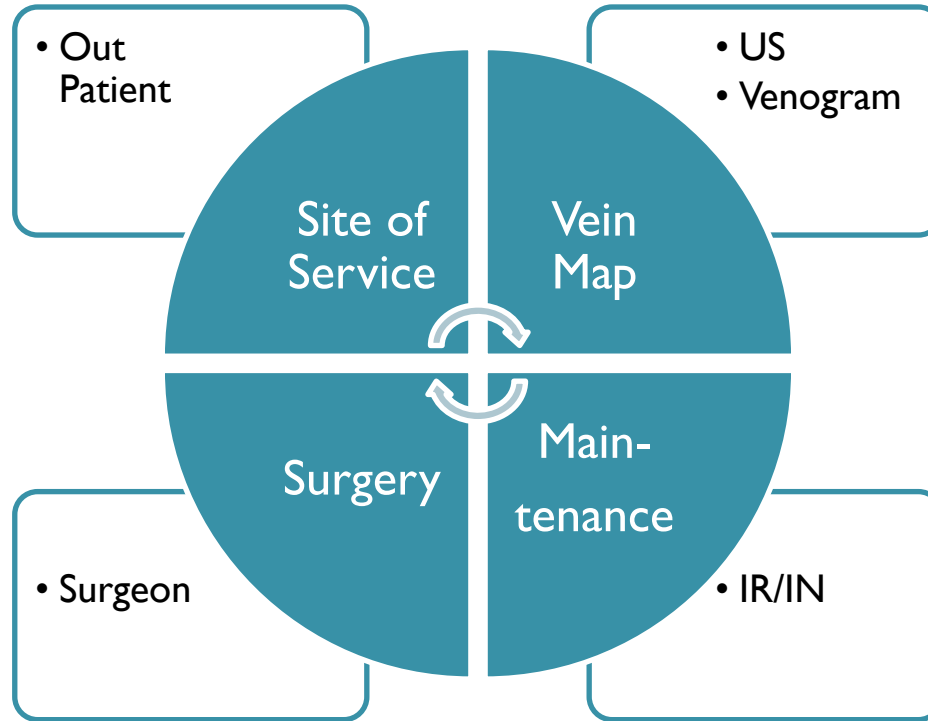 • Out
Patient
• US
• Venogram
Site of
Service
Vein
Map
Surgery
Main-
tenance
• Surgeon
• IR/IN